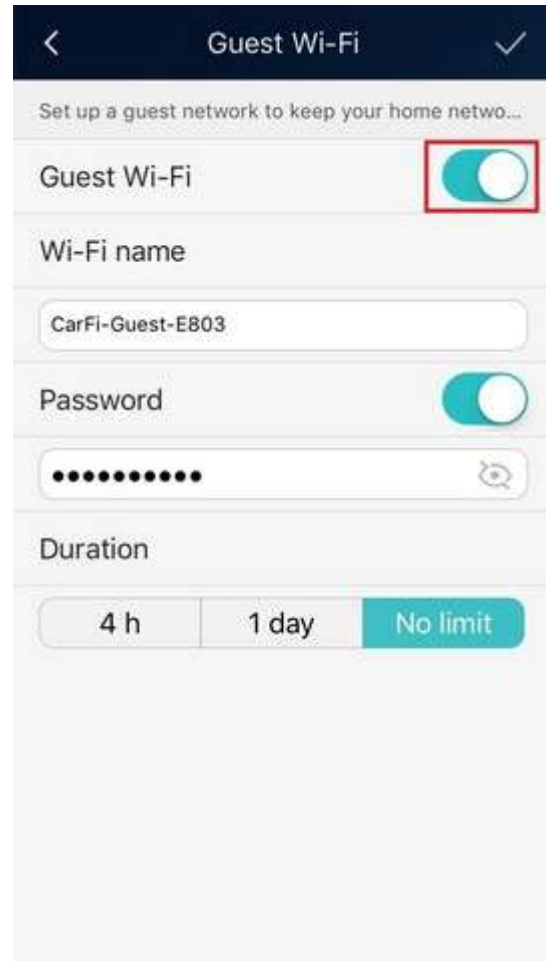 Guest Wi-Fi
Set up a guest network to keep your home netwo...
Guest Wi-Fi
Wi-Fi name
CarFi-Guest-E803
Password
●●●●●●●●●●
Duration
4 h 1 day No limit